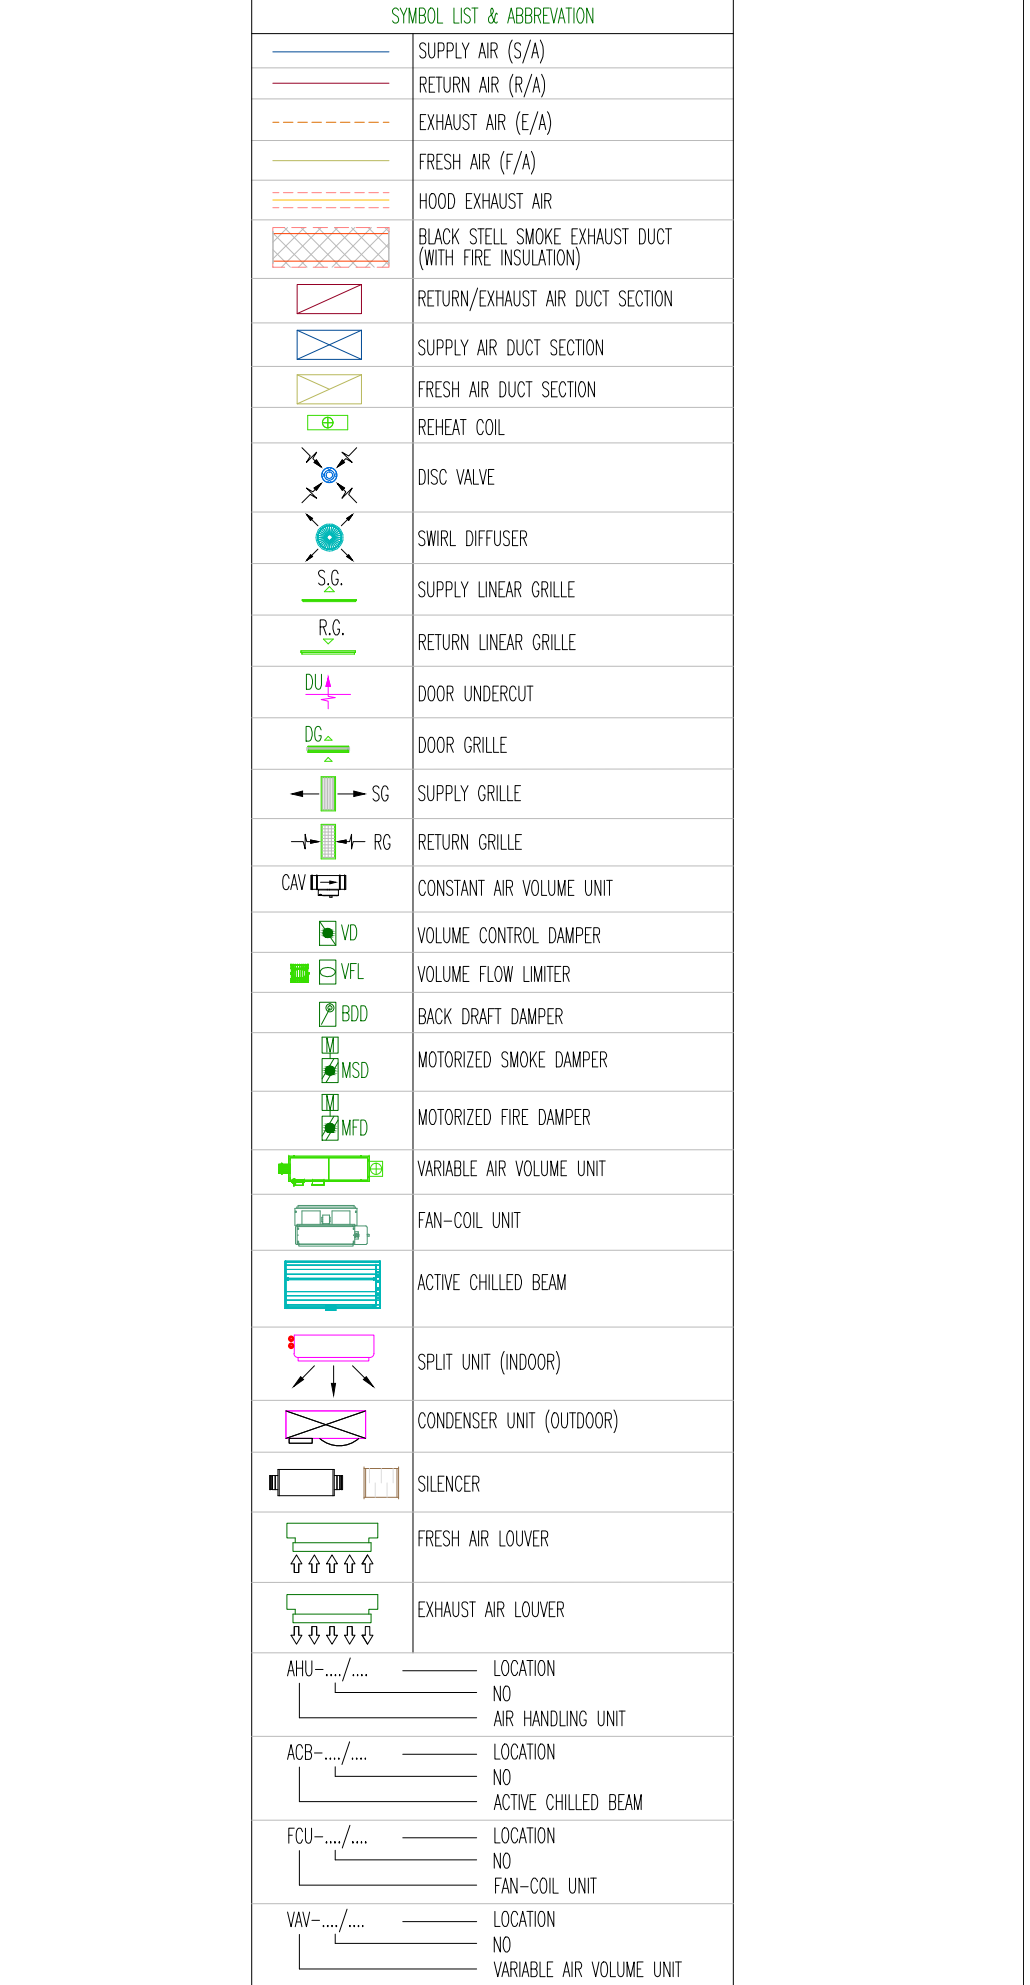 SYMBOL LIST & ABBREVATION
SUPPLY AIR (S/A)
RETURN AIR (R/A)
EXHAUST AIR (E/A)
FRESH AIR (F/A)
HOOD EXHAUST AIR
BLACK STELL SMOKE EXHAUST DUCT
(WITH FIRE INSULATION)
RETURN/EXHAUST AIR DUCT SECTION
SUPPLY AIR DUCT SECTION
FRESH AIR DUCT SECTION
REHEAT COIL
DISC VALVE
SWIRL DIFFUSER
S.G.
SUPPLY LINEAR GRILLE
R.G.
RETURN LINEAR GRILLE
DU
DOOR UNDERCUT
DG
DOOR GRILLE
SG
SUPPLY GRILLE
RG
RETURN GRILLE
CAV
CONSTANT AIR VOLUME UNIT
VD
VOLUME CONTROL DAMPER
VFL
VOLUME FLOW LIMITER
BDD
BACK DRAFT DAMPER
M
MSD
MOTORIZED SMOKE DAMPER
M
MFD
MOTORIZED FIRE DAMPER
VARIABLE AIR VOLUME UNIT
FAN-COIL UNIT
ACTIVE CHILLED BEAM
SPLIT UNIT (INDOOR)
CONDENSER UNIT (OUTDOOR)
SILENCER
FRESH AIR LOUVER
EXHAUST AIR LOUVER
AHU-..../.... LOCATION
NO
AIR HANDLING UNIT
ACB-..../.... LOCATION
NO
ACTIVE CHILLED BEAM
FCU-..../.... LOCATION
NO
FAN-COIL UNIT
VAV-..../.... LOCATION
NO
VARIABLE AIR VOLUME UNIT